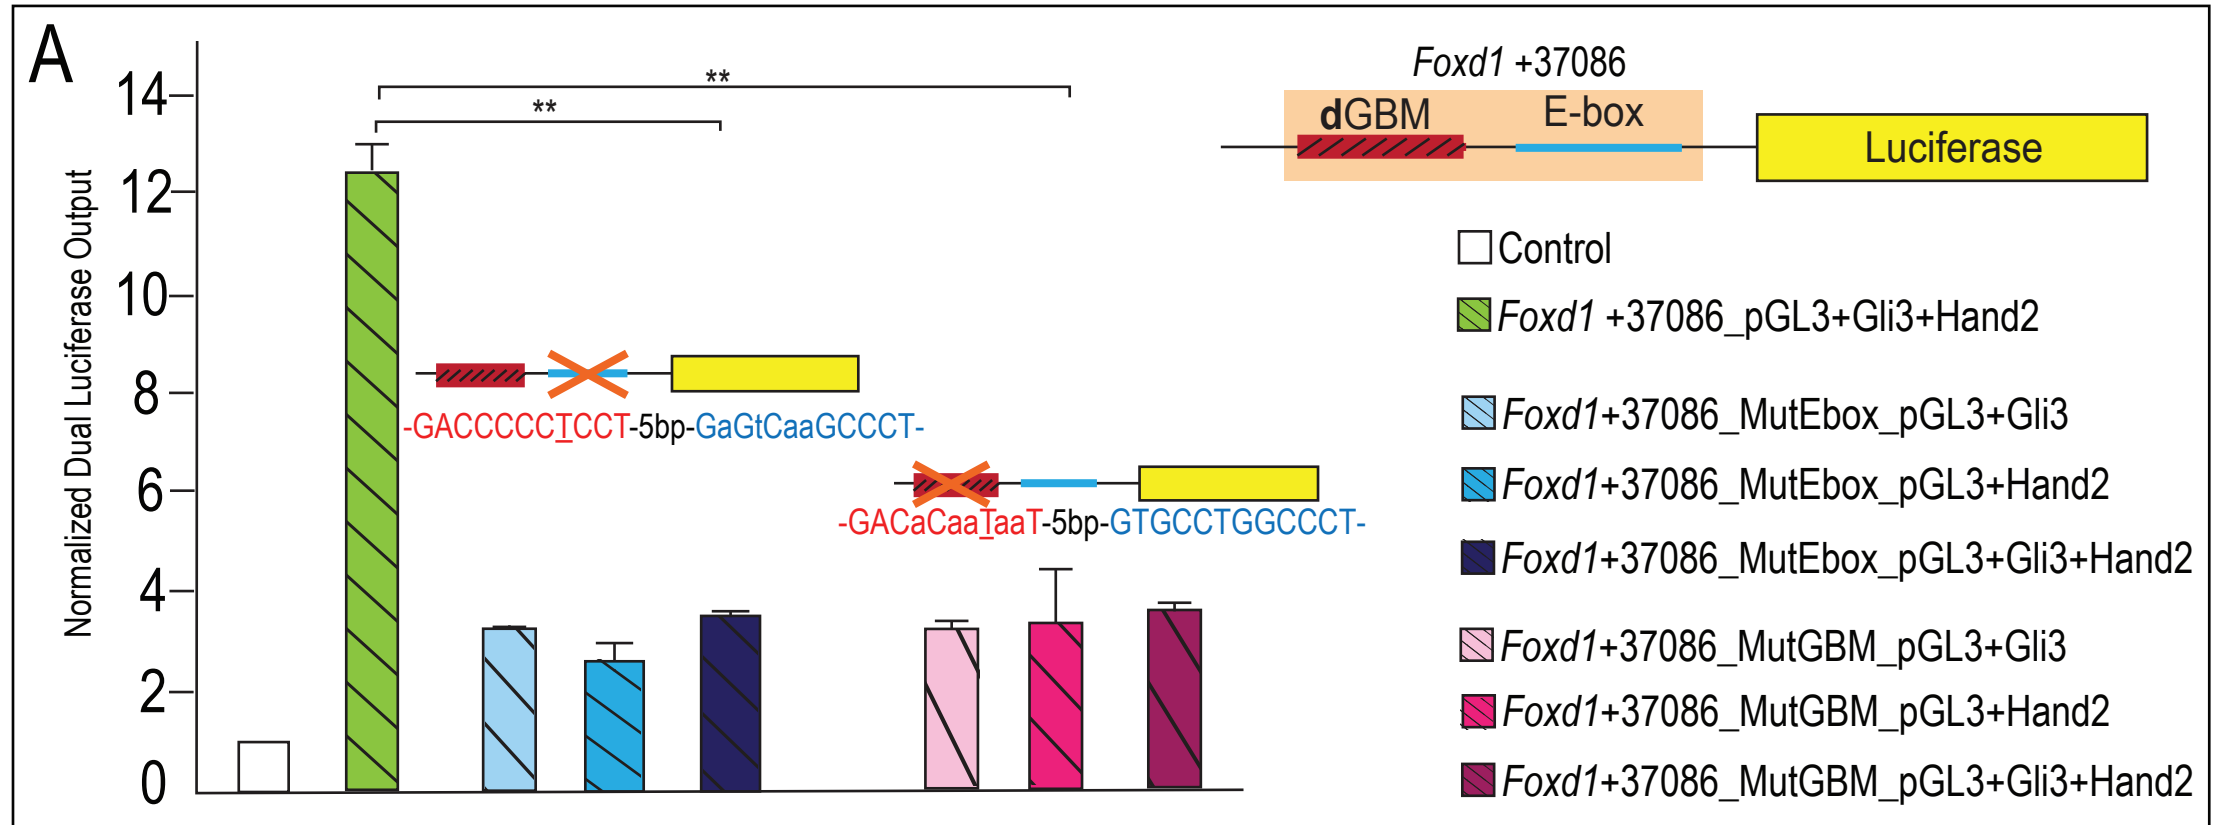 A
Normalized Dual Luciferase Output
14
12
10
8
6
4
2
0
**
**
-GACCCCCTCCT-5bp-GaGtCaaGCCCT-
-GACaCaaTaaT-5bp-GTGCCTGGCCCT-
Foxd1 +37086
dGBM
E-box
Luciferase
Control
Foxd1 +37086_pGL3+Gli3+Hand2
Foxd1+37086_MutEbox_pGL3+Gli3
Foxd1+37086_MutEbox_pGL3+Hand2
Foxd1+37086_MutEbox_pGL3+Gli3+Hand2
Foxd1+37086_MutGBM_pGL3+Gli3
Foxd1+37086_MutGBM_pGL3+Hand2
Foxd1+37086_MutGBM_pGL3+Gli3+Hand2